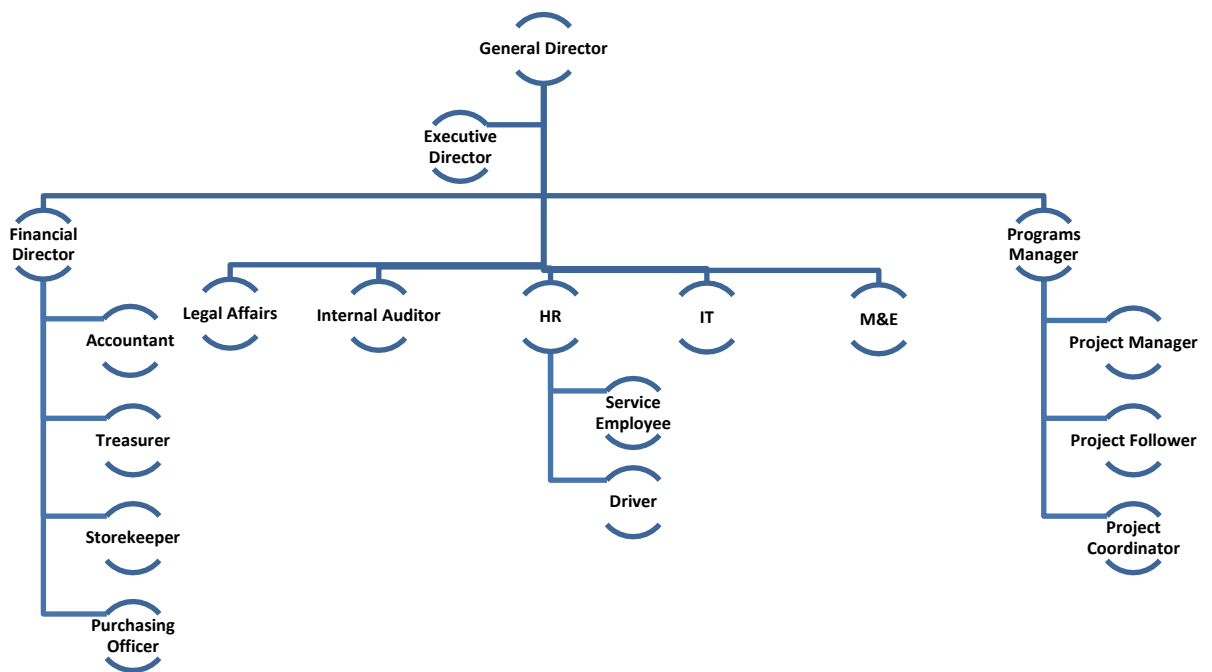 General Director
Executive
Director
Financial
Director
Programs
Manager
Legal Affairs
Internal Auditor
HR
IT
M&E
Accountant
Treasurer
Storekeeper
Purchasing
Officer
Service
Employee
Driver
Project Manager
Project Follower
Project
Coordinator